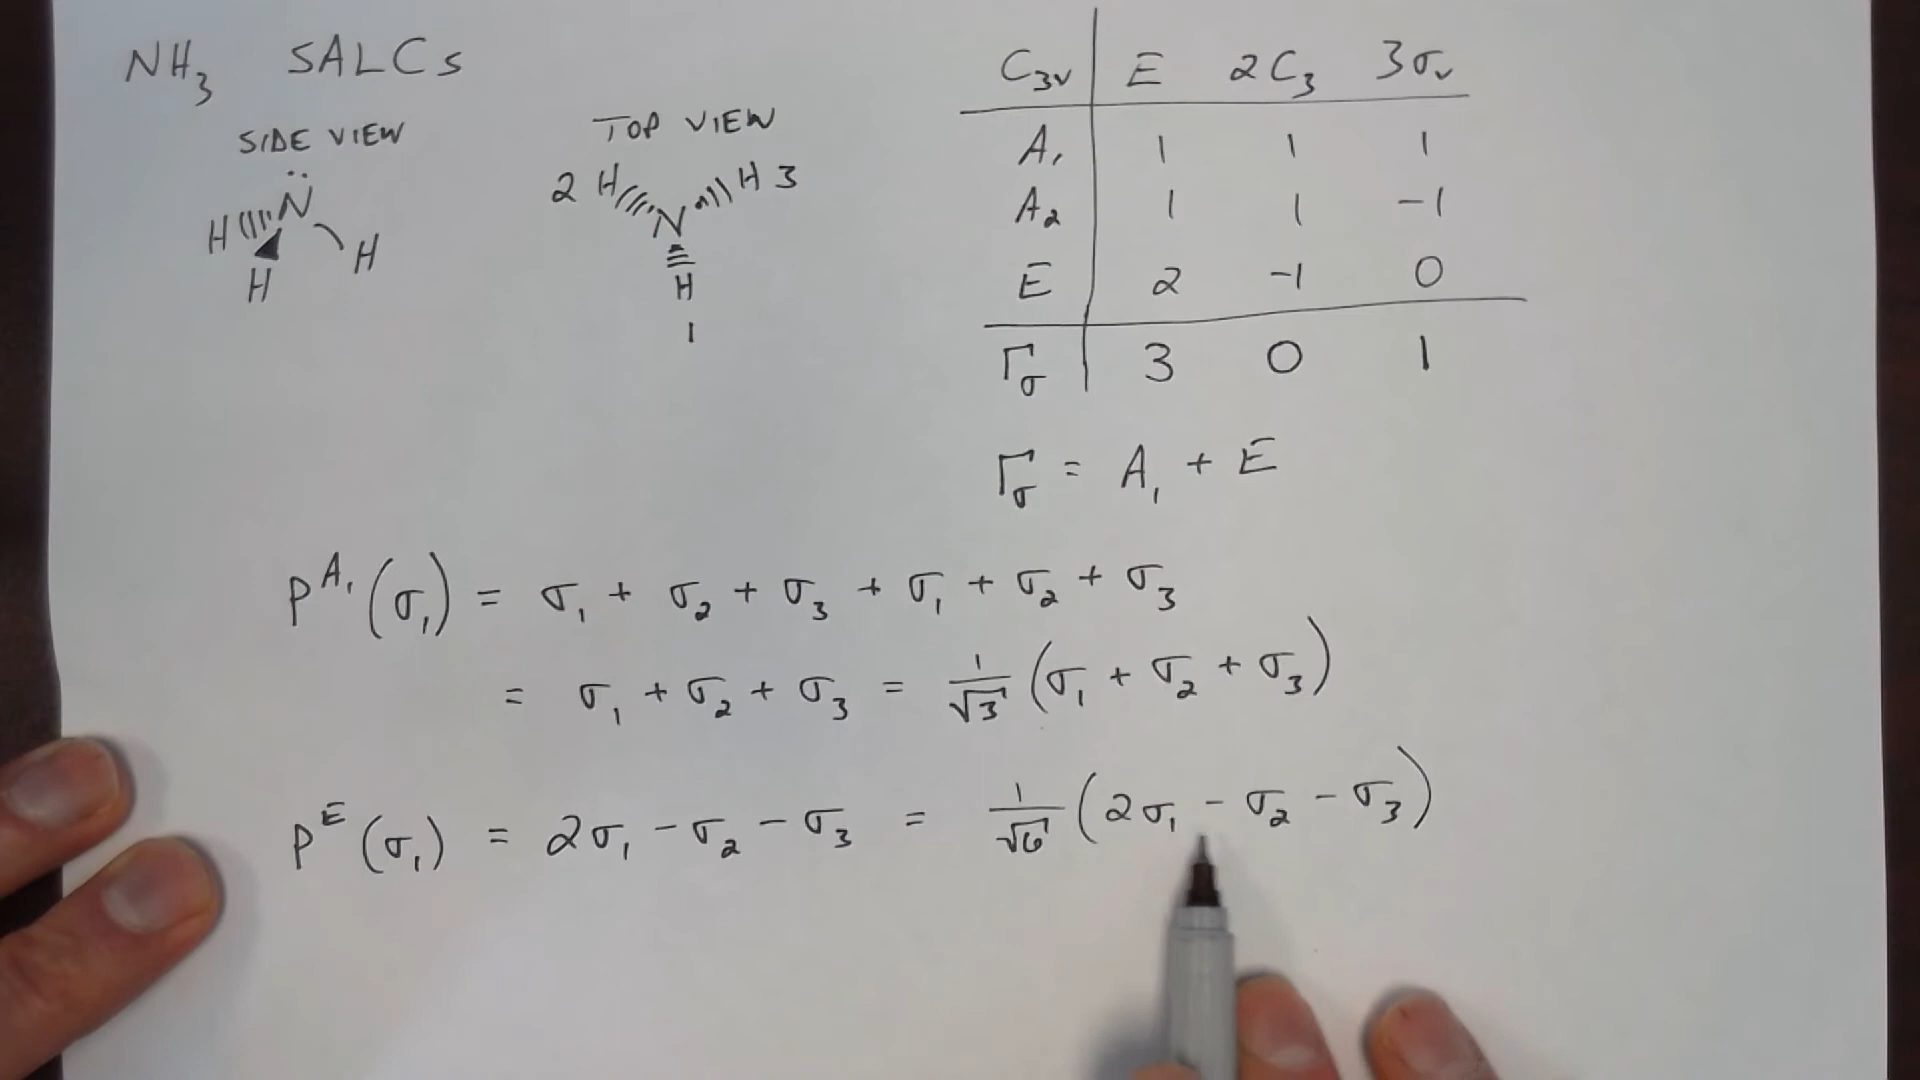 NH₃ SALCs
SIDE VIEW
N
H
H
H
TOP VIEW
2 H H 3
N
H
1
C₃ᵥ E 2C₃ 3σᵥ
A₁ 1 1 1
A₂ 1 1 -1
E 2 -1 0
Γσ 3 0 1
Γσ = A₁ + E
P^A₁(σ₁) = σ₁ + σ₂ + σ₃ + σ₁ + σ₂ + σ₃
= σ₁ + σ₂ + σ₃ = 1/√3 (σ₁ + σ₂ + σ₃)
P^E(σ₁) = 2σ₁ - σ₂ - σ₃ = 1/√6 (2σ₁ - σ₂ - σ₃)